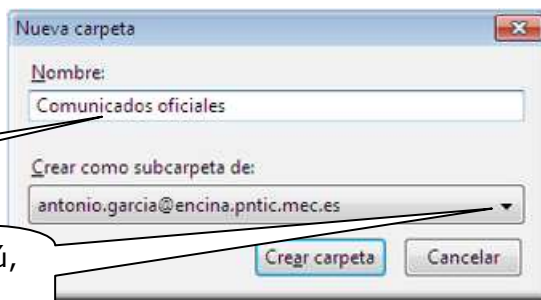 Nueva carpeta
Nombre:
Comunicados oficiales
Crear como subcarpeta de:
antonio.garcia@encina.pntic.mec.es
Crear carpeta
Cancelar